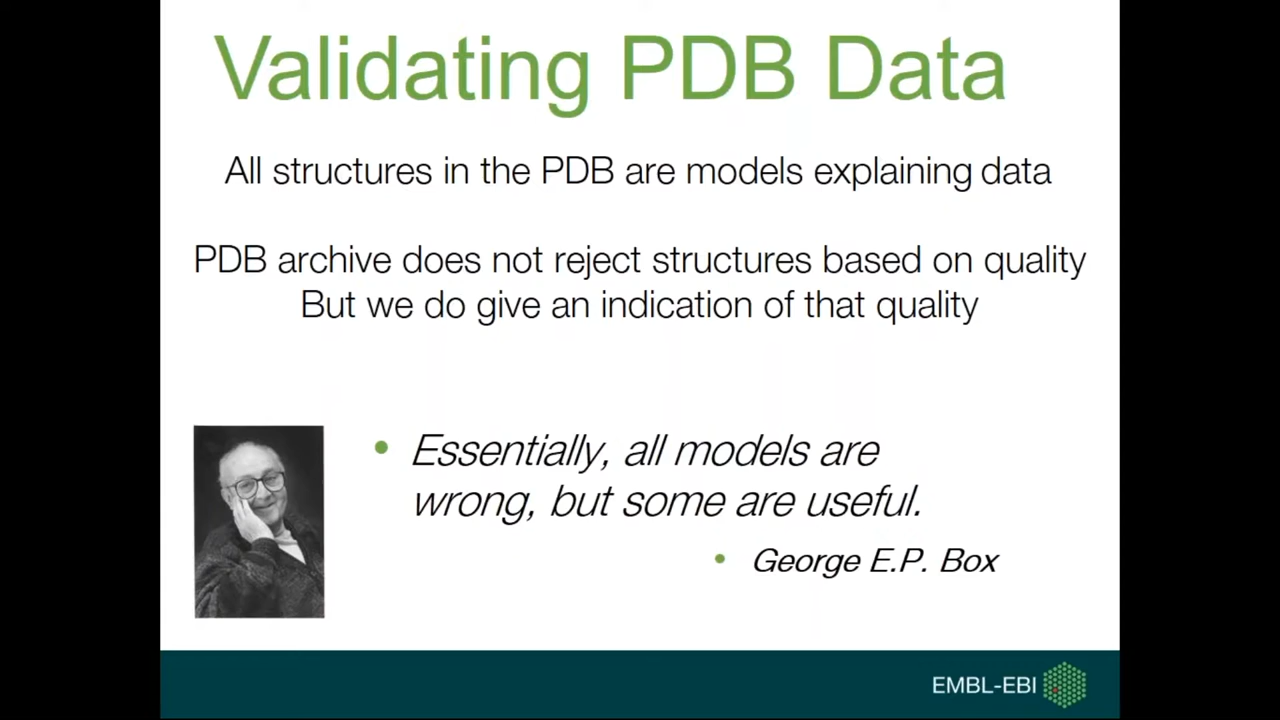 Validating PDB Data
All structures in the PDB are models explaining data
PDB archive does not reject structures based on quality
But we do give an indication of that quality
• Essentially, all models are
wrong, but some are useful.
• George E.P. Box
EMBL-EBI